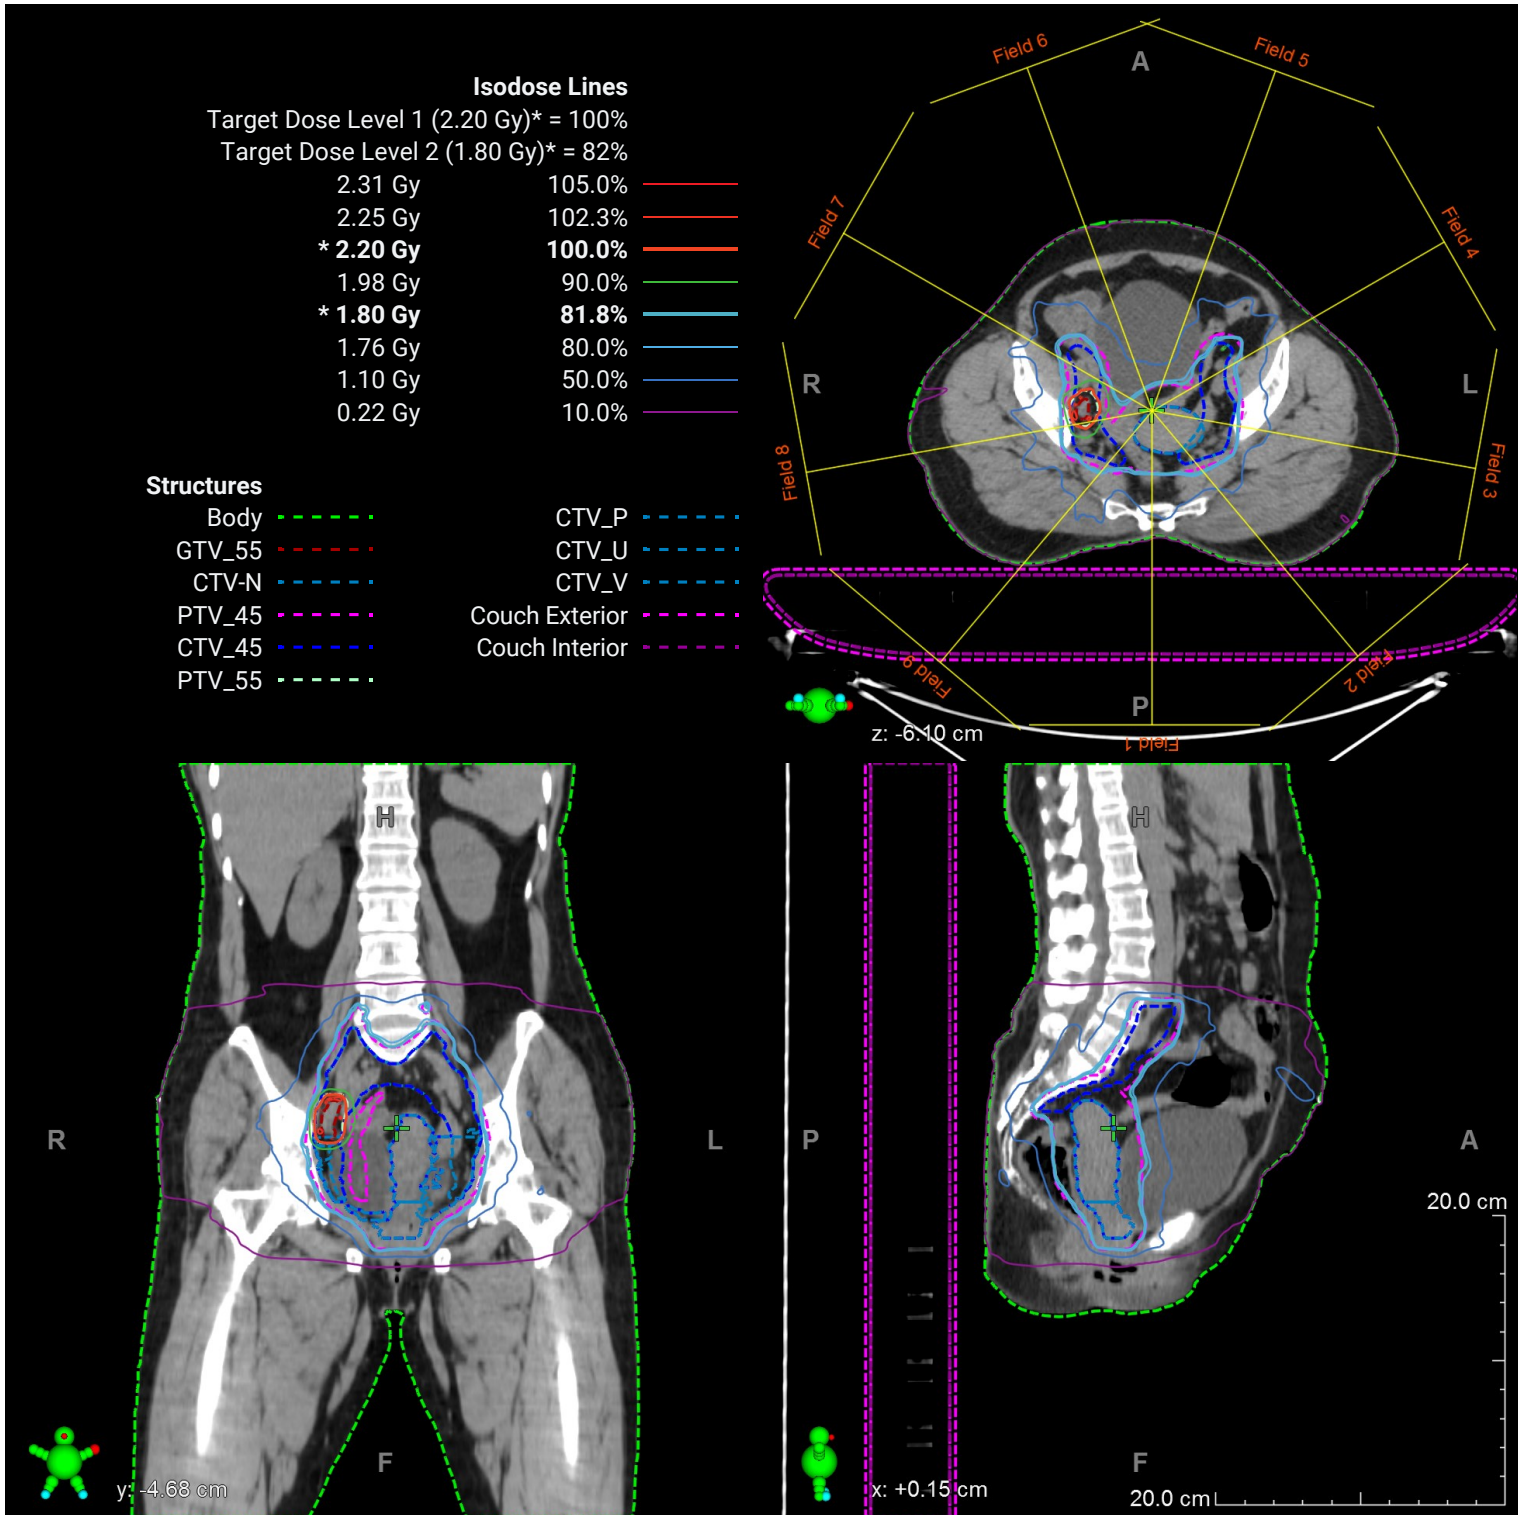 Isodose Lines
Target Dose Level 1 (2.20 Gy)* = 100%
Target Dose Level 2 (1.80 Gy)* = 82%
2.31 Gy 105.0%
2.25 Gy 102.3%
* 2.20 Gy 100.0%
1.98 Gy 90.0%
* 1.80 Gy 81.8%
1.76 Gy 80.0%
1.10 Gy 50.0%
0.22 Gy 10.0%
Structures
Body
GTV_55
CTV-N
PTV_45
CTV_45
PTV_55
CTV_P
CTV_U
CTV_V
Couch Exterior
Couch Interior
Field 6
A
Field 5
Field 7
Field 4
R
L
Field 8
Field 3
Field 9
Field 2
P
z: -6.10 cm
Field 1
H
R
L
F
y: -4.68 cm
H
P
A
20.0 cm
F
x: +0.15 cm
20.0 cm